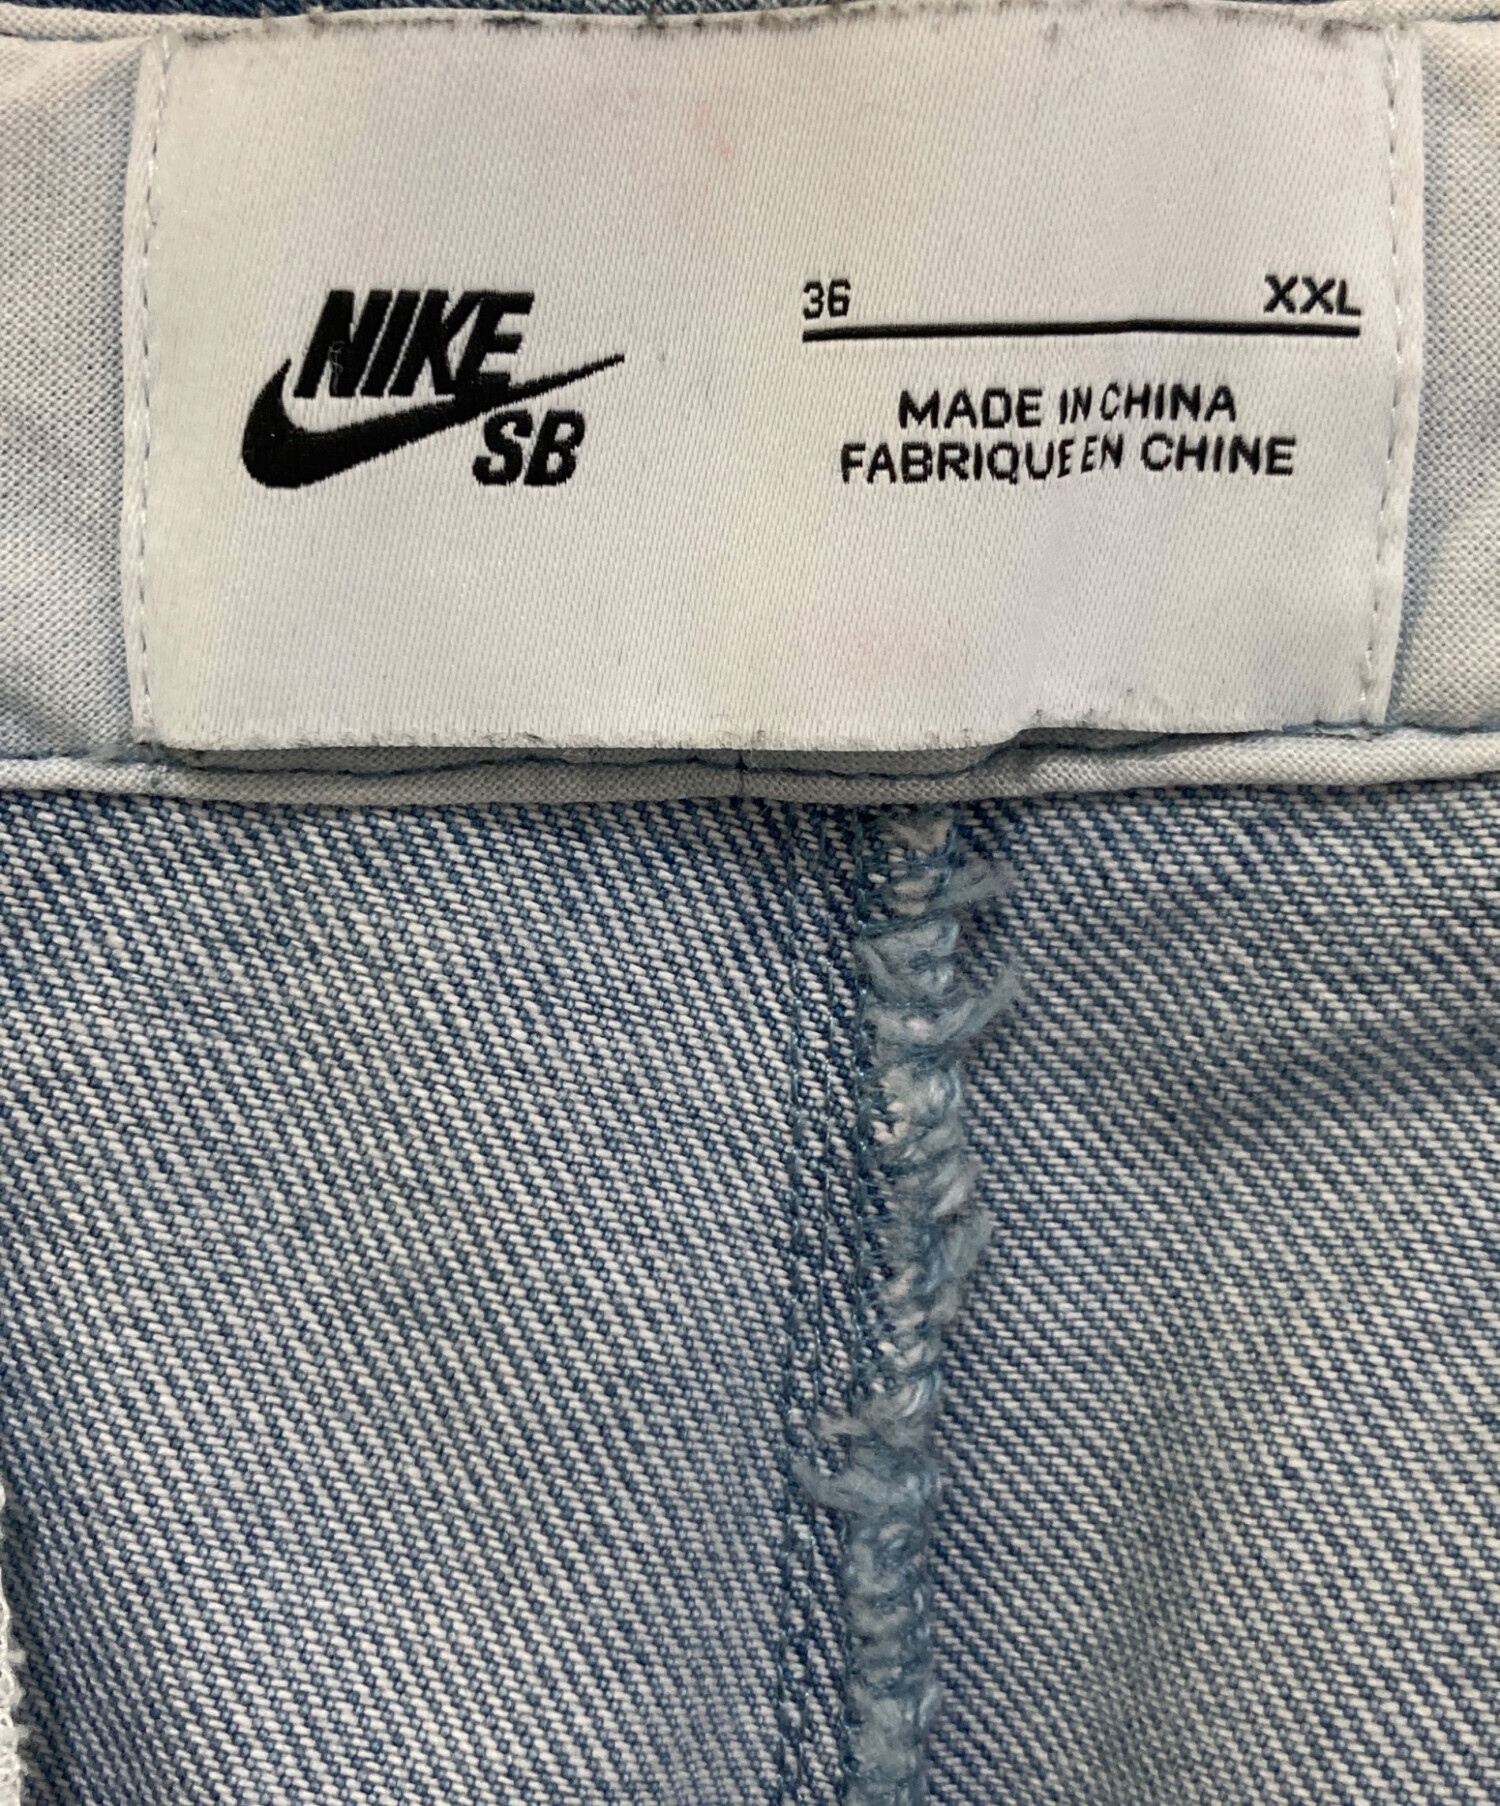 NIKE
SB
36 XXL
MADE IN CHINA
FABRIQUE EN CHINE